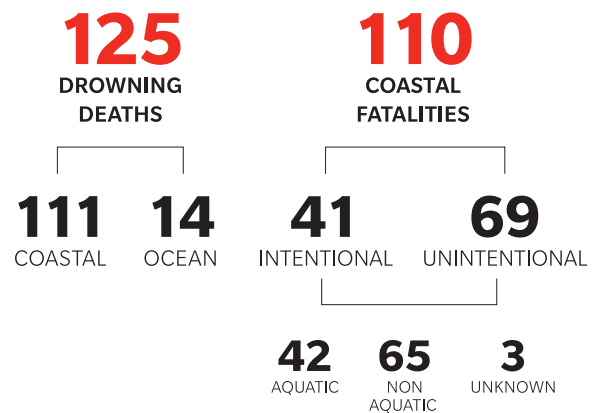 125
DROWNING
DEATHS
110
COASTAL
FATALITIES
111
COASTAL
14
OCEAN
41
INTENTIONAL
69
UNINTENTIONAL
42
AQUATIC
65
NON
AQUATIC
3
UNKNOWN